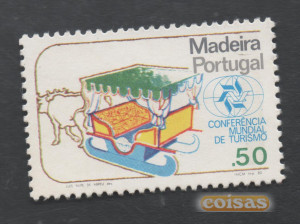 Madeira
Portugal
CONFERÊNCIA
MUNDIAL
DE TURISMO
.50
coisas